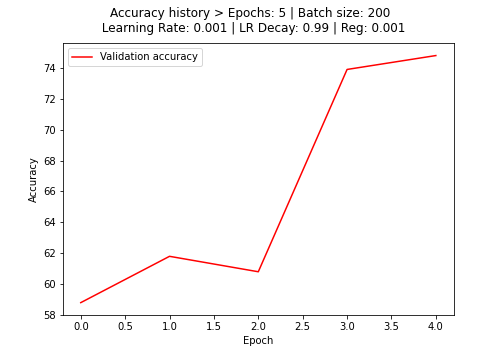 Accuracy history > Epochs: 5 | Batch size: 200
Learning Rate: 0.001 | LR Decay: 0.99 | Reg: 0.001
Validation accuracy
Accuracy
74
72
70
68
66
64
62
60
58
0.0 0.5 1.0 1.5 2.0 2.5 3.0 3.5 4.0
Epoch